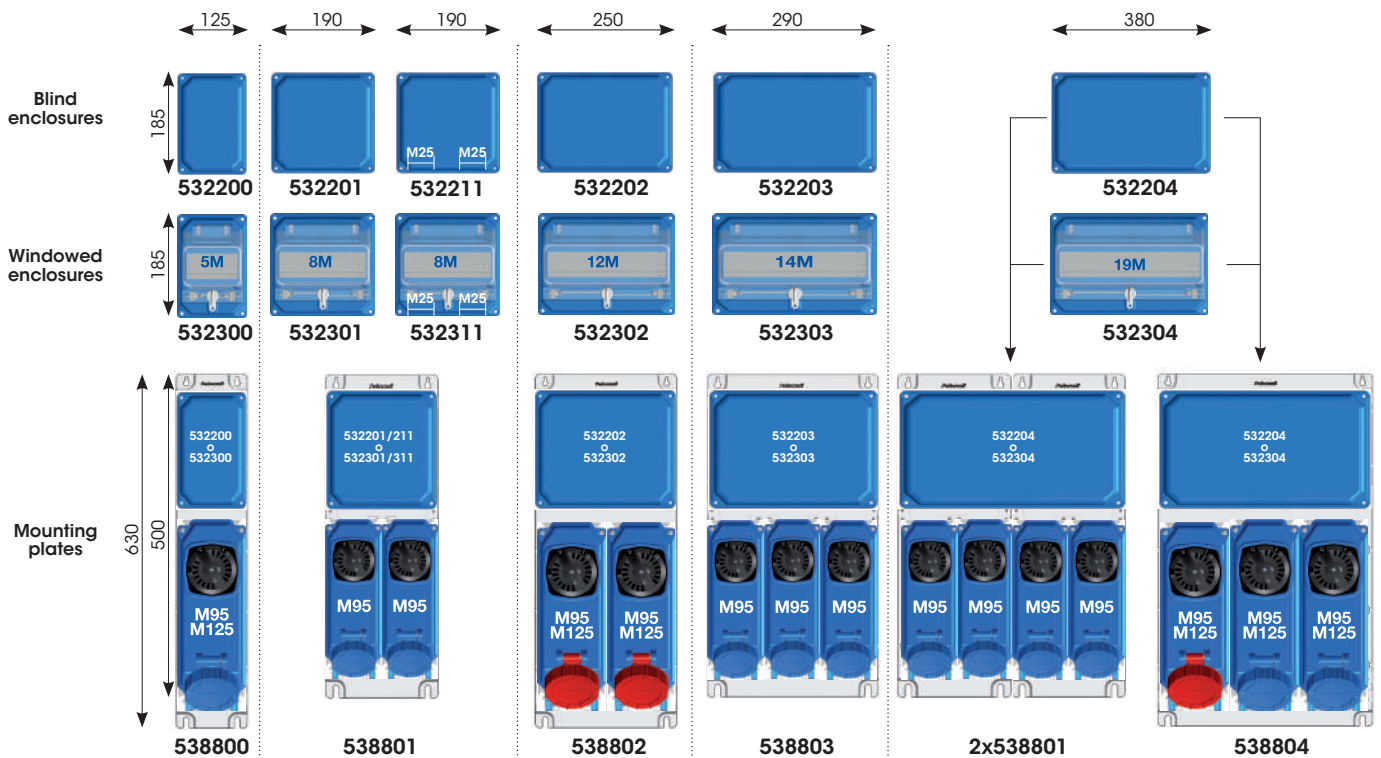 125
190
190
250
290
380
Blind
enclosures
185
M25
M25
532200
532201
532211
532202
532203
532204
Windowed
enclosures
185
5M
8M
8M
12M
14M
19M
M25
M25
532300
532301
532311
532302
532303
532304
Mounting
plates
630
500
532200
o
532300
532201/211
o
532301/311
532202
o
532302
532203
o
532303
532204
o
532304
532204
o
532304
M95
M125
M95
M95
M95
M125
M95
M125
M95
M95
M95
M95
M95
M95
M95
M95
M125
M95
M125
M95
M125
538800
538801
538802
538803
2x538801
538804